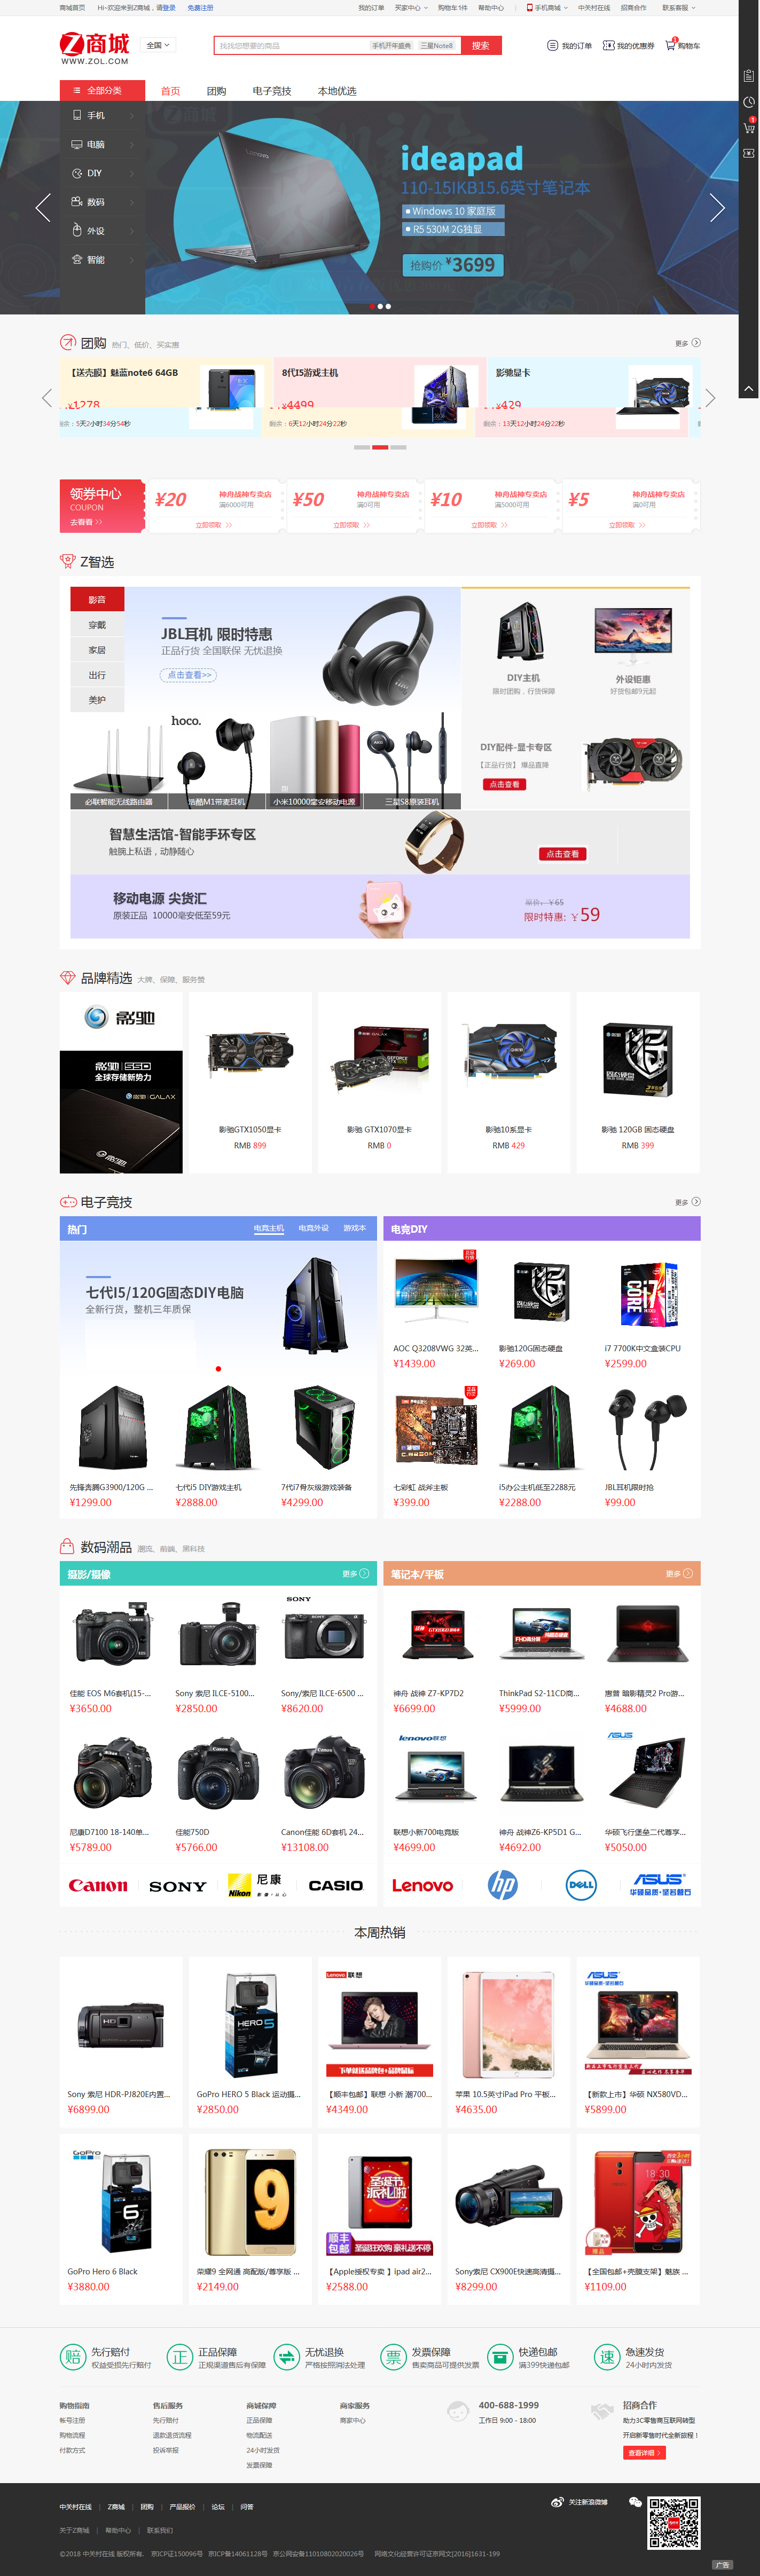 商城首页 Hi~欢迎来到Z商城，请登录 免费注册 我的订单 买家中心 购物车1件 帮助中心 手机商城 中关村在线 招商合作 联系客服
Z商城
WWW.ZOL.COM
全国
找找您想要的商品 手机开年盛典 三星Note8 搜索
我的订单 我的优惠券 购物车 1
全部分类 首页 团购 电子竞技 本地优选
手机
电脑
DIY
数码
外设
智能
ideapad
110-15IKB15.6英寸笔记本
Windows 10 家庭版
R5 530M 2G独显
抢购价 ¥3699
1
团购 热门、低价、买实惠 更多
【送壳膜】魅蓝note6 64GB 8代I5游戏主机 影驰显卡
¥1278 ¥4499 ¥429
5天2小时34分54秒 6天12小时24分22秒 13天12小时24分22秒
领券中心
COUPON
去看看
¥20 神舟战神专卖店 满6000可用 立即领取
¥50 神舟战神专卖店 满0可用 立即领取
¥10 神舟战神专卖店 满5000可用 立即领取
¥5 神舟战神专卖店 满0可用 立即领取
Z智选
影音
穿戴
家居
出行
美护
JBL耳机 限时特惠
正品行货 全国联保 无忧退换
点击查看>>
DIY主机
限时团购，行货保障
外设钜惠
好货包邮9元起
hoco.
必联智能无线路由器 浩酷M1带麦耳机 小米10000毫安移动电源 三星S8原装耳机
DIY配件-显卡专区
【正品行货】 爆品直降
点击查看
智慧生活馆-智能手环专区
触腕上私语，动静随心
点击查看
移动电源 尖货汇
原装正品 10000毫安低至59元
原价：￥65
限时特惠: ￥59
品牌精选 大牌、保障、服务赞
影驰
影驰 SSD
全球存储新势力
影驰 GALAX
影驰GTX1050显卡 影驰 GTX1070显卡 影驰10系显卡 影驰 120GB 固态硬盘
RMB 899 RMB 0 RMB 429 RMB 399
电子竞技 更多
热门 电竞主机 电竞外设 游戏本
七代I5/120G固态DIY电脑
全新行货，整机三年质保
先锋奔腾G3900/120G ... 七代i5 DIY游戏主机 7代i7骨灰级游戏装备
¥1299.00 ¥2888.00 ¥4299.00
电竞DIY
AOC Q3208VWG 32英... 影驰120G固态硬盘 i7 7700K中文盒装CPU
¥1439.00 ¥269.00 ¥2599.00
七彩虹 战斧主板 i5办公主机低至2288元 JBL耳机限时抢
¥399.00 ¥2288.00 ¥99.00
数码潮品 潮流、前端、黑科技
摄影/摄像 更多
佳能 EOS M6套机(15-... Sony 索尼 ILCE-5100... Sony/索尼 ILCE-6500 ...
¥3650.00 ¥2850.00 ¥8620.00
尼康D7100 18-140单... 佳能750D Canon佳能 6D套机 24...
¥5789.00 ¥5766.00 ¥13108.00
Canon SONY Nikon 尼康 影像·从心 CASIO
笔记本/平板 更多
神舟 战神 Z7-KP7D2 ThinkPad S2-11CD商... 惠普 暗影精灵2 Pro游...
¥6699.00 ¥5999.00 ¥4688.00
联想小新700电竞版 神舟 战神Z6-KP5D1 G... 华硕飞行堡垒二代尊享...
¥4699.00 ¥4692.00 ¥5050.00
Lenovo hp DELL ASUS 华硕品质·坚若磐石
本周热销
Sony 索尼 HDR-PJ820E内置... GoPro HERO 5 Black 运动摄... 【顺丰包邮】联想 小新 潮700... 苹果 10.5英寸iPad Pro 平板... 【新款上市】华硕 NX580VD...
¥6899.00 ¥2850.00 ¥4349.00 ¥4635.00 ¥5899.00
GoPro Hero 6 Black 荣耀9 全网通 高配版/尊享版 ... 【Apple授权专卖 】ipad air2... Sony索尼 CX900E快速高清摄... 【全国包邮+壳膜支架】魅族 ...
¥3880.00 ¥2149.00 ¥2588.00 ¥8299.00 ¥1109.00
赔 先行赔付 权益受损先行赔付
正 正品保障 正规渠道售后有保障
无忧退换 严格按照消法处理
票 发票保障 售卖商品可提供发票
快递包邮 满399快递包邮
速 急速发货 24小时内发货
购物指南 售后服务 商城保障 商家服务
帐号注册 先行赔付 正品保障 商家中心
购物流程 退款退货流程 物流配送
付款方式 投诉举报 24小时发货
发票保障
400-688-1999
工作日 9:00 - 18:00
招商合作
助力3C零售商互联网转型
开启新零售时代全新旅程！
查看详细
中关村在线 | Z商城 | 团购 | 产品报价 | 论坛 | 问答
关注新浪微博
关于Z商城 | 帮助中心 | 联系我们
©2018 中关村在线 版权所有. 京ICP证150096号 京ICP备14061128号 京公网安备11010802020026号 网络文化经营许可证京网文[2016]1631-199
广告